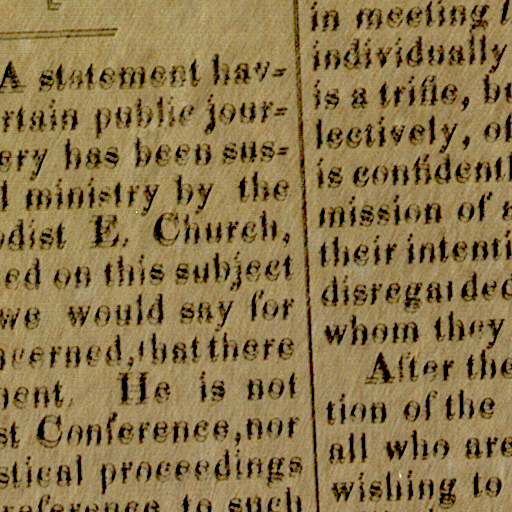 A statement hav-
rtain public jour-
ery has been sus-
l ministry by the
odist E. Church,
ed on this subject
we would say for
ncerned, that there
nent. He is not
st Conference, nor
stical proceedings
reference to such
in meeting t
individually
is a trifle, be
lectively, of
is confidentl
mission of a
their intenti
disregarded
whom they
After the
tion of the
all who are
wishing to